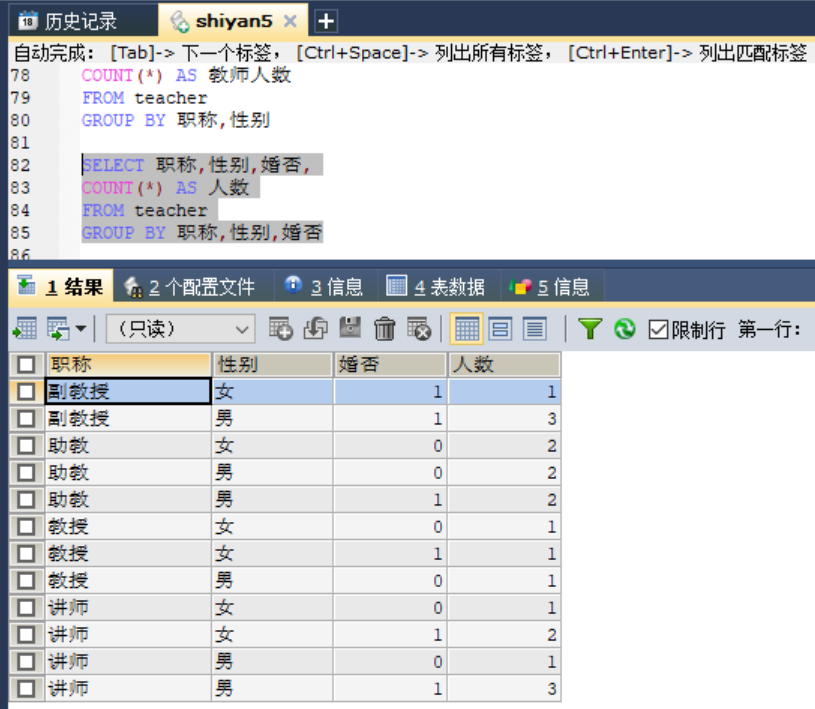 历史记录 shiyan5
自动完成： [Tab]-> 下一个标签， [Ctrl+Space]-> 列出所有标签， [Ctrl+Enter]-> 列出匹配标签
78 COUNT(*) AS 教师人数
79 FROM teacher
80 GROUP BY 职称,性别
81
82 SELECT 职称,性别,婚否,
83 COUNT(*) AS 人数
84 FROM teacher
85 GROUP BY 职称,性别,婚否
86
1 结果 2 个配置文件 3 信息 4 表数据 5 信息
（只读） 限制行 第一行：
职称 性别 婚否 人数
副教授 女 1 1
副教授 男 1 3
助教 女 0 2
助教 男 0 2
助教 男 1 2
教授 女 0 1
教授 女 1 1
教授 男 0 1
讲师 女 0 1
讲师 女 1 2
讲师 男 0 1
讲师 男 1 3